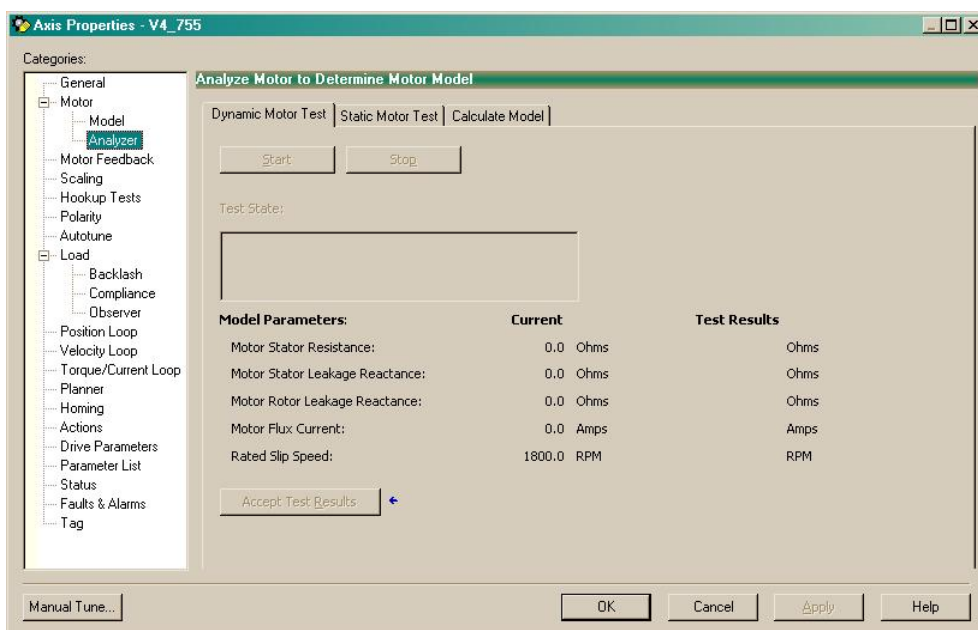 Axis Properties - V4_755
Categories:
General
Motor
Model
Analyzer
Motor Feedback
Scaling
Hookup Tests
Polarity
Autotune
Load
Backlash
Compliance
Observer
Position Loop
Velocity Loop
Torque/Current Loop
Planner
Homing
Actions
Drive Parameters
Parameter List
Status
Faults & Alarms
Tag
Analyze Motor to Determine Motor Model
Dynamic Motor Test Static Motor Test Calculate Model
Start Stop
Test State:
Model Parameters: Current Test Results
Motor Stator Resistance: 0.0 Ohms Ohms
Motor Stator Leakage Reactance: 0.0 Ohms Ohms
Motor Rotor Leakage Reactance: 0.0 Ohms Ohms
Motor Flux Current: 0.0 Amps Amps
Rated Slip Speed: 1800.0 RPM RPM
Accept Test Results
Manual Tune... OK Cancel Apply Help